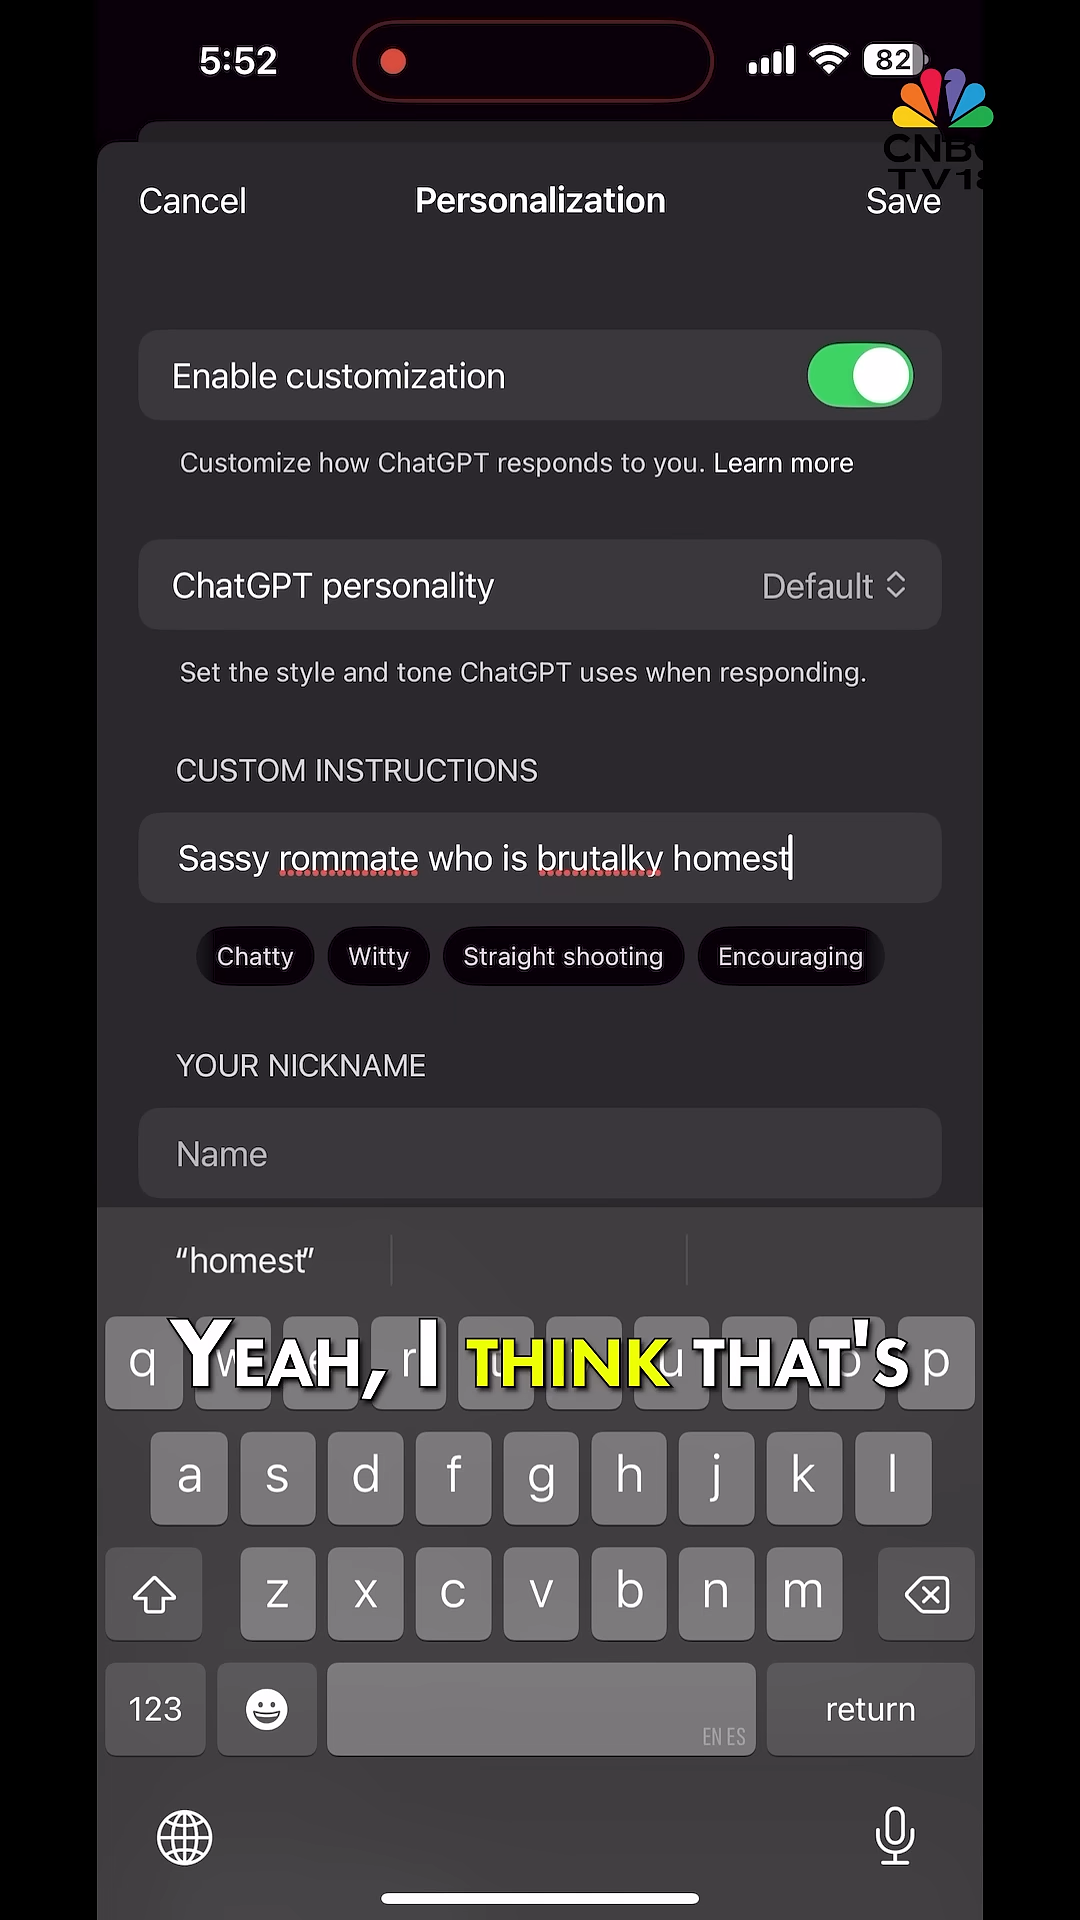 5:52
82
CNBC
TV18
Cancel
Personalization
Save
Enable customization
Customize how ChatGPT responds to you. Learn more
ChatGPT personality
Default
Set the style and tone ChatGPT uses when responding.
CUSTOM INSTRUCTIONS
Sassy rommate who is brutalky homest
Chatty
Witty
Straight shooting
Encouraging
YOUR NICKNAME
Name
“homest”
YEAH, I THINK THAT'S
q w r u p
a s d f g h j k l
z x c v b n m
123
return
EN ES